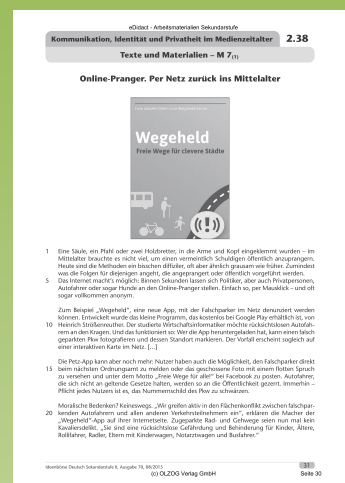 eDidact - Arbeitsmaterialien Sekundarstufe
Kommunikation, Identität und Privatheit im Medienzeitalter 2.38
Texte und Materialien – M 7(1)
Online-Pranger. Per Netz zurück ins Mittelalter
Wegeheld
Freie Wege für clevere Städte
1 Eine Säule, ein Pfahl oder zwei Holzbretter, in die Arme und Kopf eingeklemmt wurden – im
Mittelalter brauchte es nicht viel, um einen vermeintlich Schuldigen öffentlich anzuprangern.
Heute sind die Methoden ein bisschen diffiziler, oft aber ähnlich grausam wie früher. Zumindest
was die Folgen für diejenigen angeht, die angeprangert oder öffentlich vorgeführt werden.
5 Das Internet macht's möglich: Binnen Sekunden lassen sich Politiker, aber auch Privatpersonen,
Autofahrer oder sogar Hunde an den Online-Pranger stellen. Einfach so, per Mausklick – und oft
sogar vollkommen anonym.
Zum Beispiel „Wegeheld“, eine neue App, mit der Falschparker im Netz denunziert werden
können. Entwickelt wurde das kleine Programm, das kostenlos bei Google Play erhältlich ist, von
10 Heinrich Strößenreuther. Der studierte Wirtschaftsinformatiker möchte rücksichtslosen Autofah-
rern an den Kragen. Und das funktioniert so: Wer die App heruntergeladen hat, kann einen falsch
geparkten Pkw fotografieren und dessen Standort markieren. Der Vorfall erscheint sogleich auf
einer interaktiven Karte im Netz. [...]
Die Petz-App kann aber noch mehr: Nutzer haben auch die Möglichkeit, den Falschparker direkt
15 beim nächsten Ordnungsamt zu melden oder das geschossene Foto mit einem flotten Spruch
zu versehen und unter dem Motto „Freie Wege für alle!“ bei Facebook zu posten. Autofahrer,
die sich nicht an geltende Gesetze halten, werden so an die Öffentlichkeit gezerrt. Immerhin –
Pflicht jedes Nutzers ist es, das Nummernschild des Pkw zu schwärzen.
Moralische Bedenken? Keineswegs. „Wir greifen aktiv in den Flächenkonflikt zwischen falschpar-
20 kenden Autofahrern und allen anderen Verkehrsteilnehmern ein“, erklären die Macher der
„Wegeheld“-App auf ihrer Internetseite. Zugeparkte Rad- und Gehwege seien nun mal kein
Kavaliersdelikt. „Sie sind eine rücksichtslose Gefährdung und Behinderung für Kinder, Ältere,
Rollifahrer, Radler, Eltern mit Kinderwagen, Notarztwagen und Busfahrer.“
Ideenbörse Deutsch Sekundarstufe II, Ausgabe 70, 08/2015 31
(c) OLZOG Verlag GmbH Seite 30